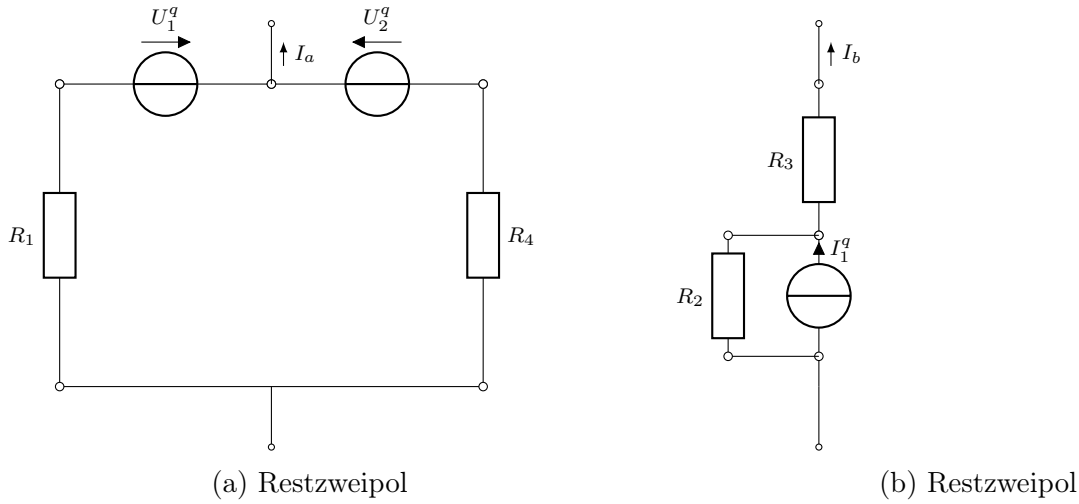 U_1^q
U_2^q
I_a
I_b
R_3
R_1
R_4
I_1^q
R_2
(a) Restzweipol
(b) Restzweipol